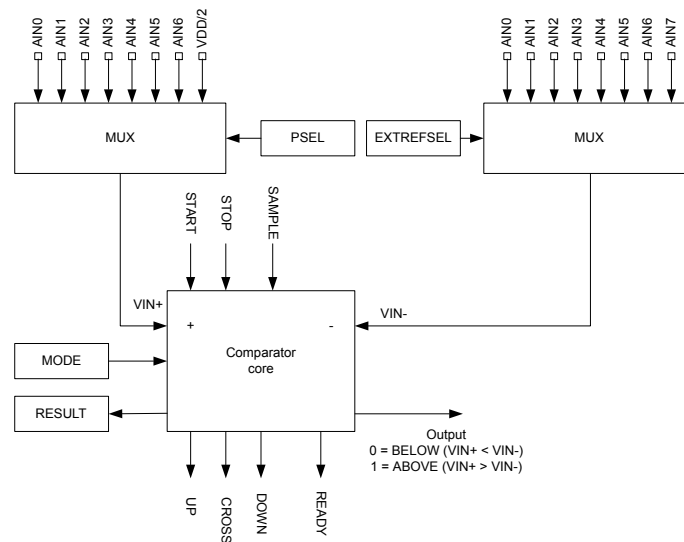 AIN0
AIN1
AIN2
AIN3
AIN4
AIN5
AIN6
VDD/2
AIN0
AIN1
AIN2
AIN3
AIN4
AIN5
AIN6
AIN7
MUX
PSEL
EXTREFSEL
MUX
START
STOP
SAMPLE
VIN+
VIN-
+
-
Comparator
core
MODE
RESULT
Output
0 = BELOW (VIN+ < VIN-)
1 = ABOVE (VIN+ > VIN-)
UP
CROSS
DOWN
READY